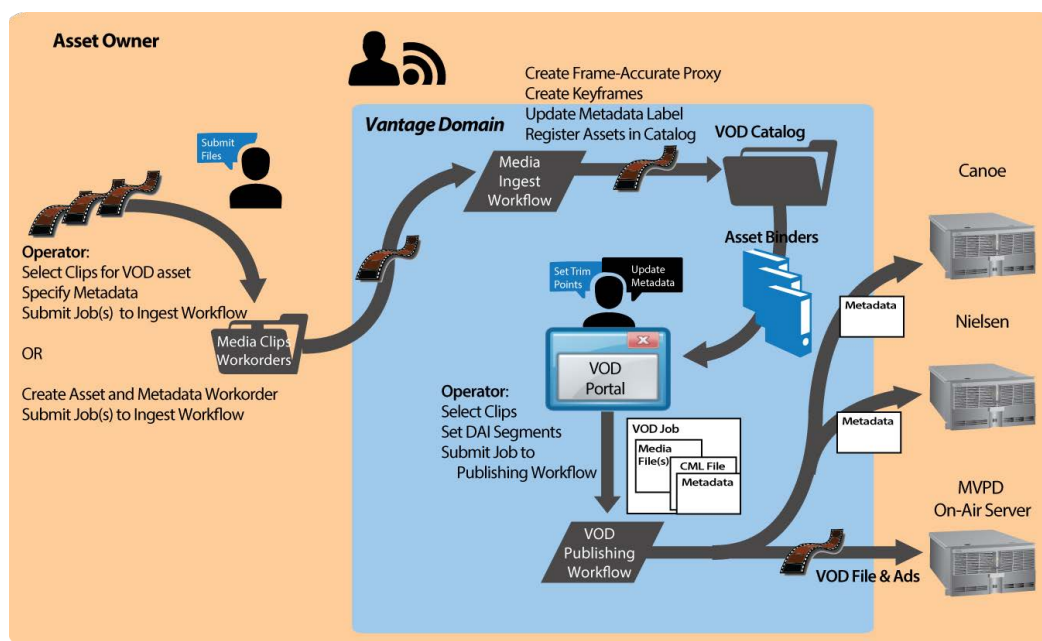 Asset Owner
Create Frame-Accurate Proxy
Create Keyframes
Update Metadata Label
Register Assets in Catalog
Vantage Domain
VOD Catalog
Submit
Files
Media
Ingest
Workflow
Canoe
Operator:
Select Clips for VOD asset
Specify Metadata
Submit Job(s) to Ingest Workflow
OR
Create Asset and Metadata Workorder
Submit Job(s) to Ingest Workflow
Media Clips
Workorders
Asset Binders
Set Trim
Points
Update
Metadata
Metadata
Nielsen
VOD
Portal
Operator:
Select Clips
Set DAI Segments
Submit Job to
Publishing Workflow
VOD Job
Media
File(s)
CML File
Metadata
Metadata
MVPD
On-Air Server
VOD
Publishing
Workflow
VOD File & Ads